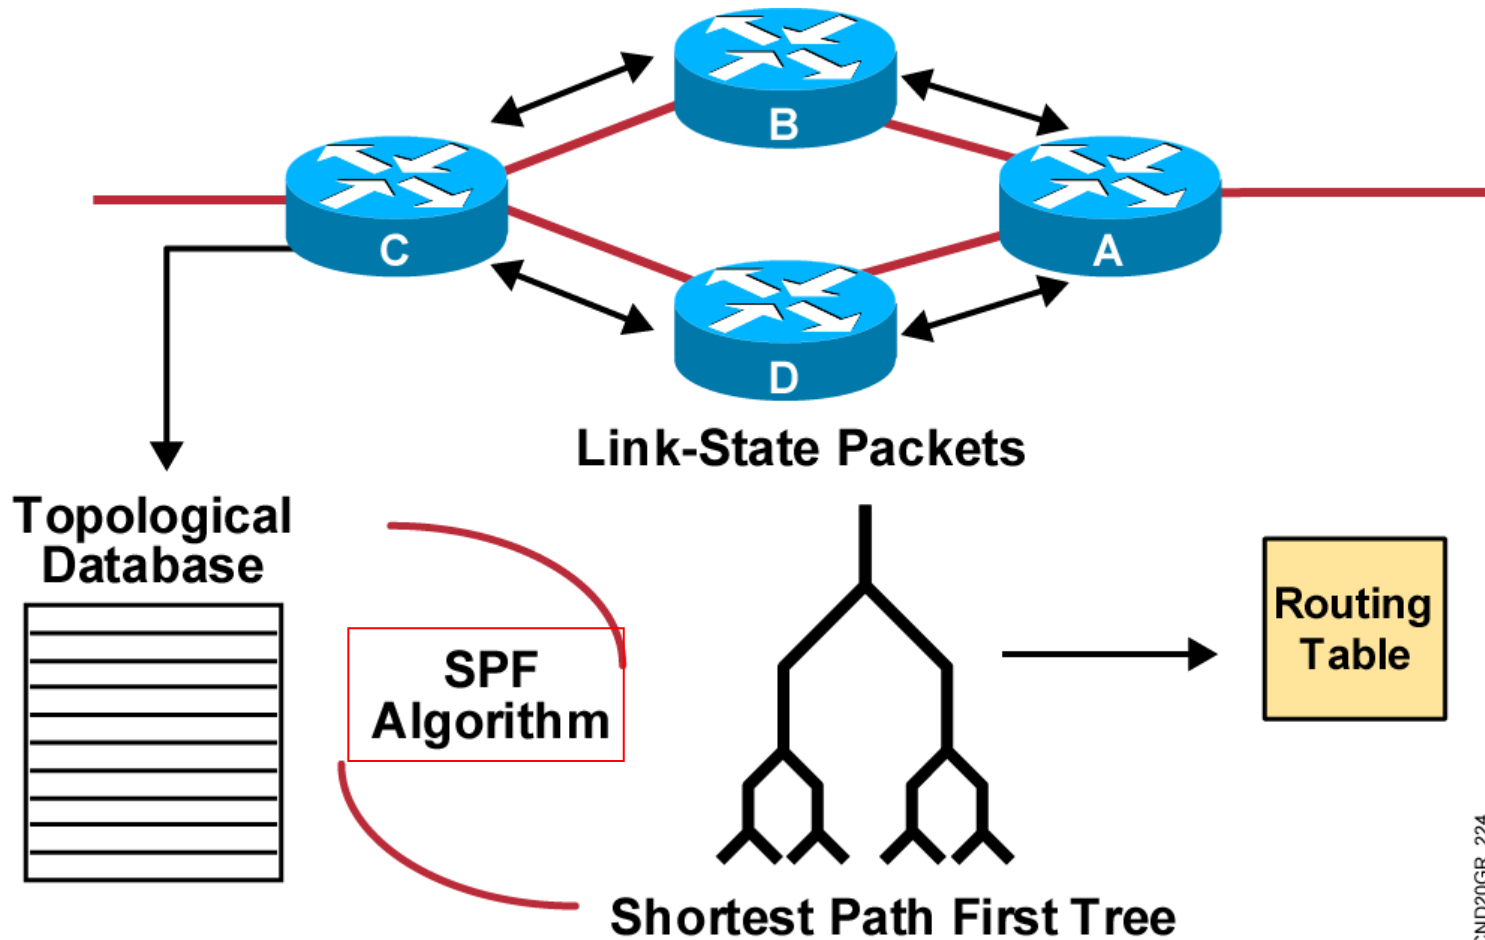 B
C
A
D
Link-State Packets
Topological
Database
SPF
Algorithm
Routing
Table
Shortest Path First Tree